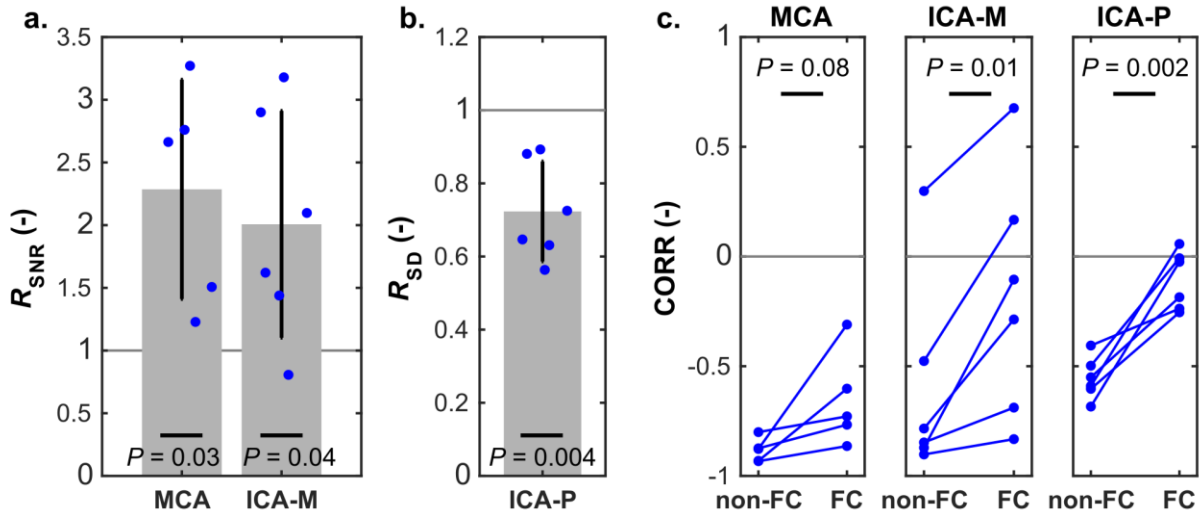 a.
R_SNR (-)
3.5
3
2.5
2
1.5
1
0.5
0
P = 0.03
P = 0.04
MCA
ICA-M
b.
R_SD (-)
1.2
1
0.8
0.6
0.4
0.2
0
P = 0.004
ICA-P
c.
MCA
ICA-M
ICA-P
CORR (-)
1
0.5
0
-0.5
-1
P = 0.08
P = 0.01
P = 0.002
non-FC FC
non-FC FC
non-FC FC